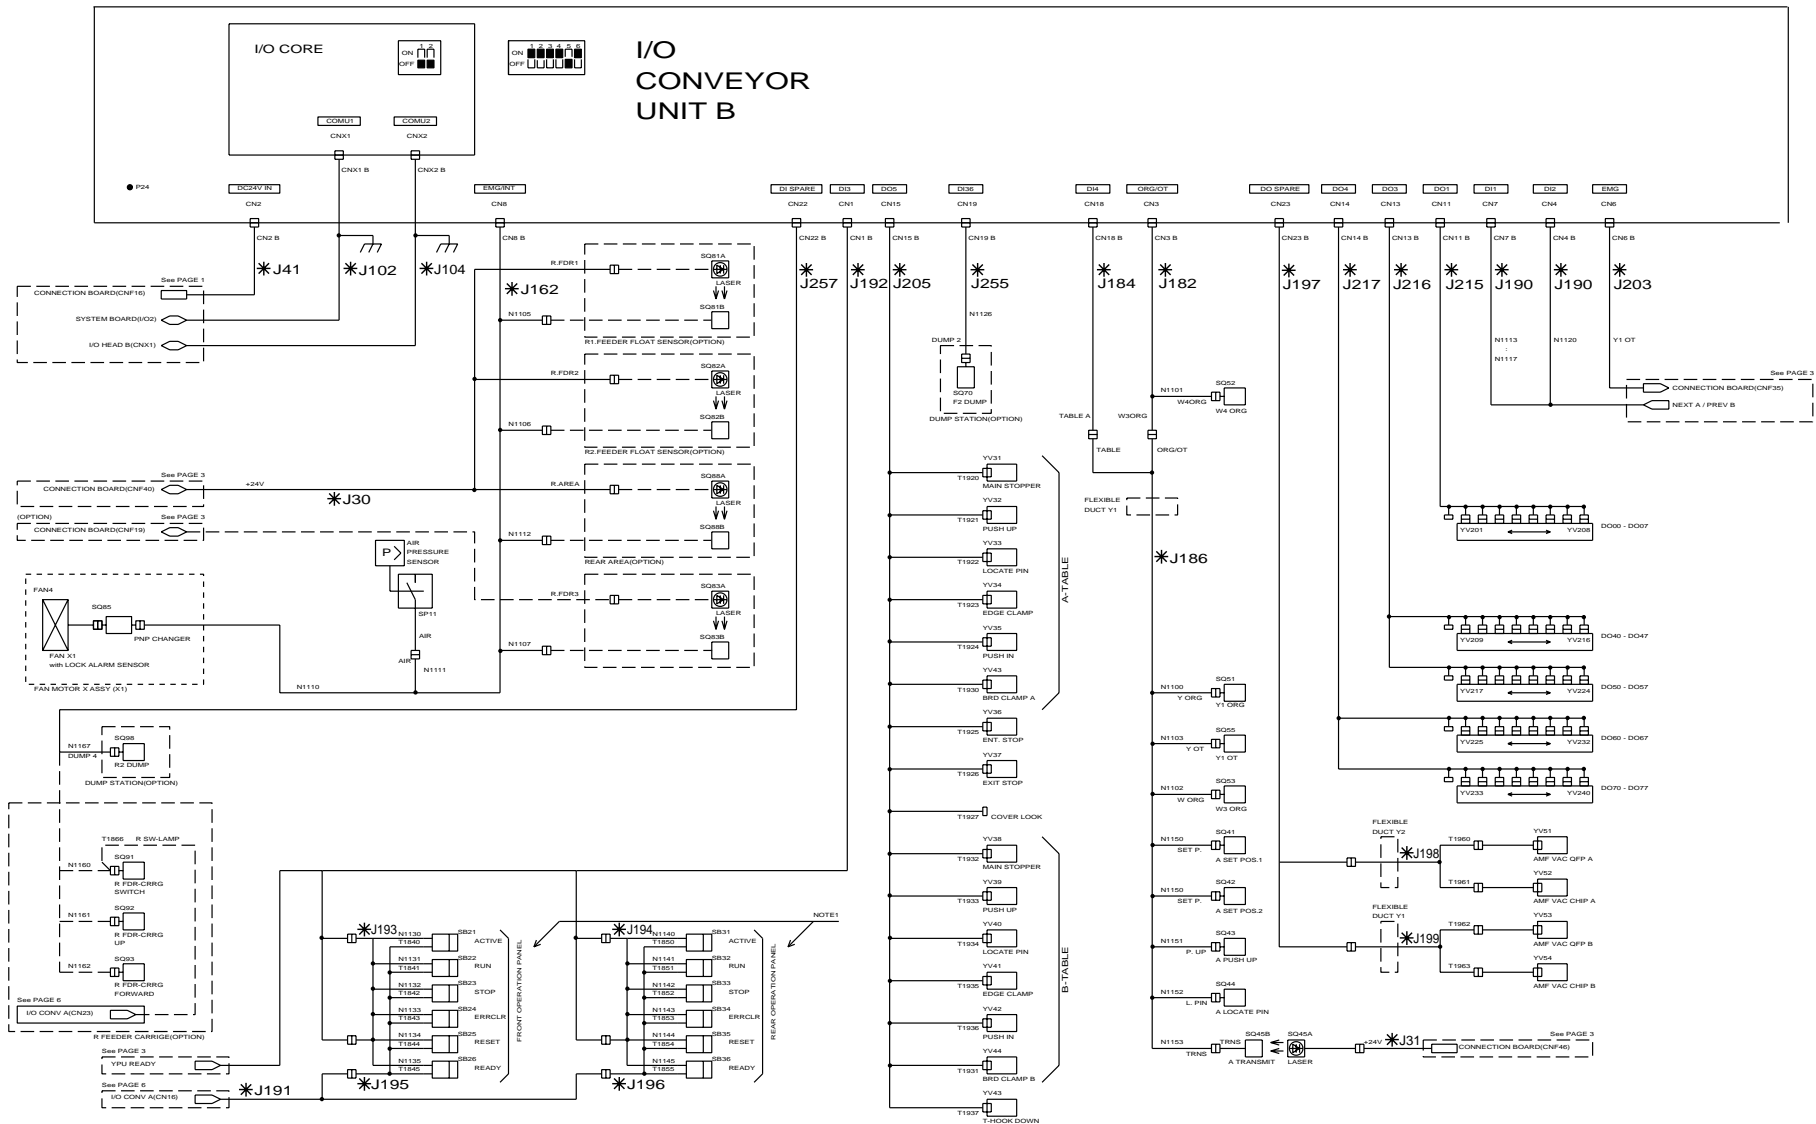 I/O CORE
1 2
ON
OFF
1 2 3 4 5 6
ON
OFF
I/O
CONVEYOR
UNIT B
COMU1
COMU2
CNX1
CNX2
CNX1 B
CNX2 B
P24
DC24V IN
EMG/INT
DI SPARE
DI3
DO5
DI36
DI4
ORG/OT
DO SPARE
DO4
DO3
DO1
DI1
DI2
EMG
CN2
CN8
CN22
CN1
CN15
CN19
CN18
CN3
CN23
CN14
CN13
CN11
CN7
CN4
CN6
CN2 B
CN8 B
CN22 B
CN1 B
CN15 B
CN19 B
CN18 B
CN3 B
CN23 B
CN14 B
CN13 B
CN11 B
CN7 B
CN4 B
CN6 B
J41
J102
J104
J162
J257
J192
J205
J255
J184
J182
J197
J217
J216
J215
J190
J190
J203
See PAGE 1
CONNECTION BOARD(CNF16)
SYSTEM BOARD(I/O2)
I/O HEAD B(CNX1)
R.FDR1
SQ81A
LASER
N1105
SQ81B
R1.FEEDER FLOAT SENSOR(OPTION)
R.FDR2
SQ82A
LASER
N1106
SQ82B
R2.FEEDER FLOAT SENSOR(OPTION)
R.AREA
SQ88A
LASER
N1112
SQ88B
REAR AREA(OPTION)
R.FDR3
SQ83A
LASER
N1107
SQ83B
See PAGE 3
CONNECTION BOARD(CNF40)
+24V
J30
(OPTION)
See PAGE 3
CONNECTION BOARD(CNF19)
P
AIR
PRESSURE
SENSOR
SP11
AIR
AIR
N1111
FAN4
SQ85
PNP CHANGER
FAN X1
with LOCK ALARM SENSOR
FAN MOTOR X ASSY (X1)
N1110
N1167
DUMP 4
SQ98
R2 DUMP
DUMP STATION(OPTION)
T1866
R SW-LAMP
N1160
SQ91
R FDR-CRRG
SWITCH
N1161
SQ92
R FDR-CRRG
UP
N1162
SQ93
R FDR-CRRG
FORWARD
See PAGE 6
I/O CONV A(CN23)
R FEEDER CARRIGE(OPTION)
See PAGE 3
YPU READY
See PAGE 6
I/O CONV A(CN16)
J191
J193
N1130
T1840
SB21
ACTIVE
N1131
T1841
SB22
RUN
N1132
T1842
SB23
STOP
N1133
T1843
SB24
ERRCLR
N1134
T1844
SB25
RESET
N1135
T1845
SB26
READY
J195
FRONT OPERATION PANEL
J194
N1140
T1850
SB31
ACTIVE
N1141
T1851
SB32
RUN
N1142
T1852
SB33
STOP
N1143
T1853
SB34
ERRCLR
N1144
T1854
SB35
RESET
N1145
T1855
SB36
READY
J196
REAR OPERATION PANEL
NOTE1
N1126
DUMP 2
SQ70
F2 DUMP
DUMP STATION(OPTION)
YV31
T1920
MAIN STOPPER
YV32
T1921
PUSH UP
YV33
T1922
LOCATE PIN
YV34
T1923
EDGE CLAMP
YV35
T1924
PUSH IN
YV43
T1930
BRD CLAMP A
A-TABLE
YV36
T1925
ENT. STOP
YV37
T1926
EXIT STOP
T1927
COVER LOOK
YV38
T1932
MAIN STOPPER
YV39
T1933
PUSH UP
YV40
T1934
LOCATE PIN
YV41
T1935
EDGE CLAMP
YV42
T1936
PUSH IN
YV44
T1931
BRD CLAMP B
B-TABLE
YV43
T1937
T-HOOK DOWN
TABLE A
W3ORG
TABLE
ORG/OT
N1101
W4ORG
SQ52
W4 ORG
FLEXIBLE
DUCT Y1
J186
N1100
Y ORG
SQ51
Y1 ORG
N1103
Y OT
SQ55
Y1 OT
N1102
W ORG
SQ53
W3 ORG
N1150
SET P.
SQ41
A SET POS.1
N1150
SET P.
SQ42
A SET POS.2
N1151
P. UP
SQ43
A PUSH UP
N1152
L. PIN
SQ44
A LOCATE PIN
N1153
TRNS
TRNS
SQ45B
A TRANSMIT
SQ45A
LASER
+24V
J31
See PAGE 3
CONNECTION BOARD(CNF46)
N1113
:
N1117
N1120
Y1 OT
See PAGE 3
CONNECTION BOARD(CNF35)
NEXT A / PREV B
YV201
YV208
DO00 - DO07
YV209
YV216
DO40 - DO47
YV217
YV224
DO50 - DO57
YV225
YV232
DO60 - DO67
YV233
YV240
DO70 - DO77
FLEXIBLE
DUCT Y2
J198
T1960
YV51
AMF VAC QFP A
T1961
YV52
AMF VAC CHIP A
FLEXIBLE
DUCT Y1
J199
T1962
YV53
AMF VAC QFP B
T1963
YV54
AMF VAC CHIP B